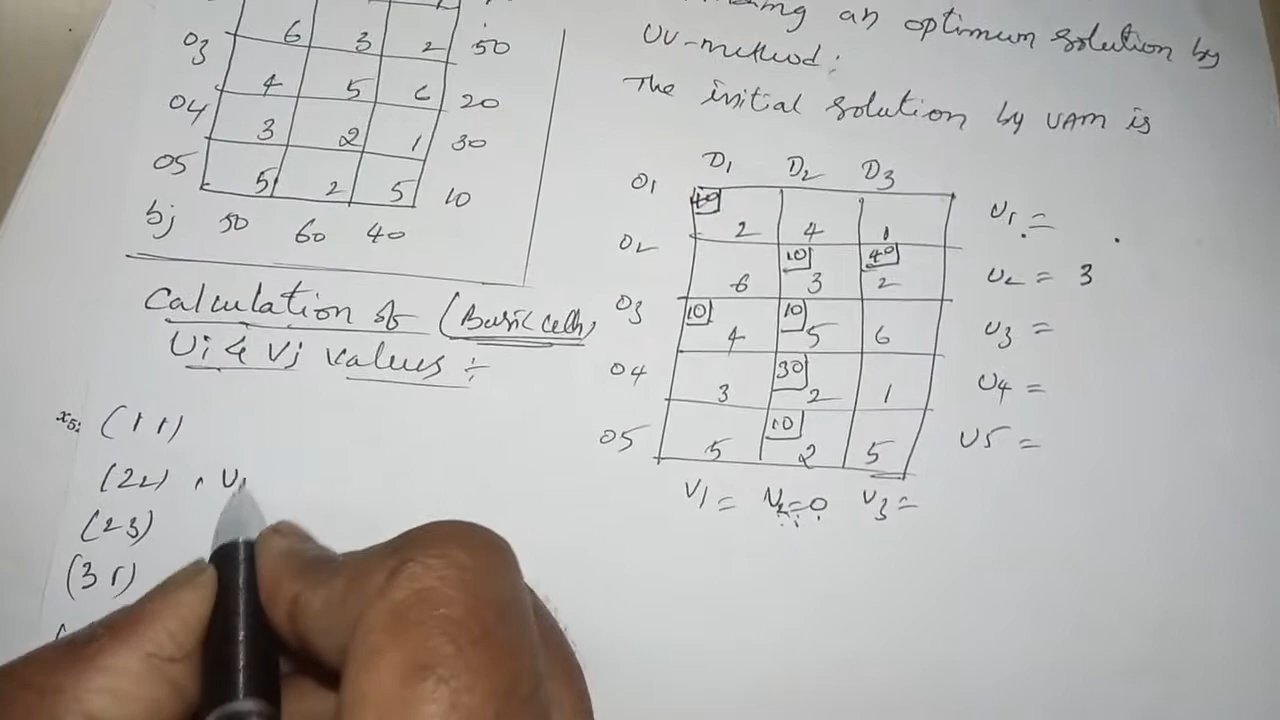 O3 6 3 2 50
O4 4 5 6 20
O5 3 2 1 30
5 2 5 10
bj 50 60 40
Calculation of (Basic cells)
Ui & Vj values ÷
x5: (1 1)
(22) , U1
(23)
(3 1)
an optimum solution by
UV-method:
The initial solution by VAM is
D1 D2 D3
O1 40 2 4 1 U1 =
O2 6 10 3 40 2 U2 = 3
O3 10 4 10 5 6 U3 =
O4 3 30 2 1 U4 =
O5 5 10 2 5 U5 =
V1 = V2=0 V3=